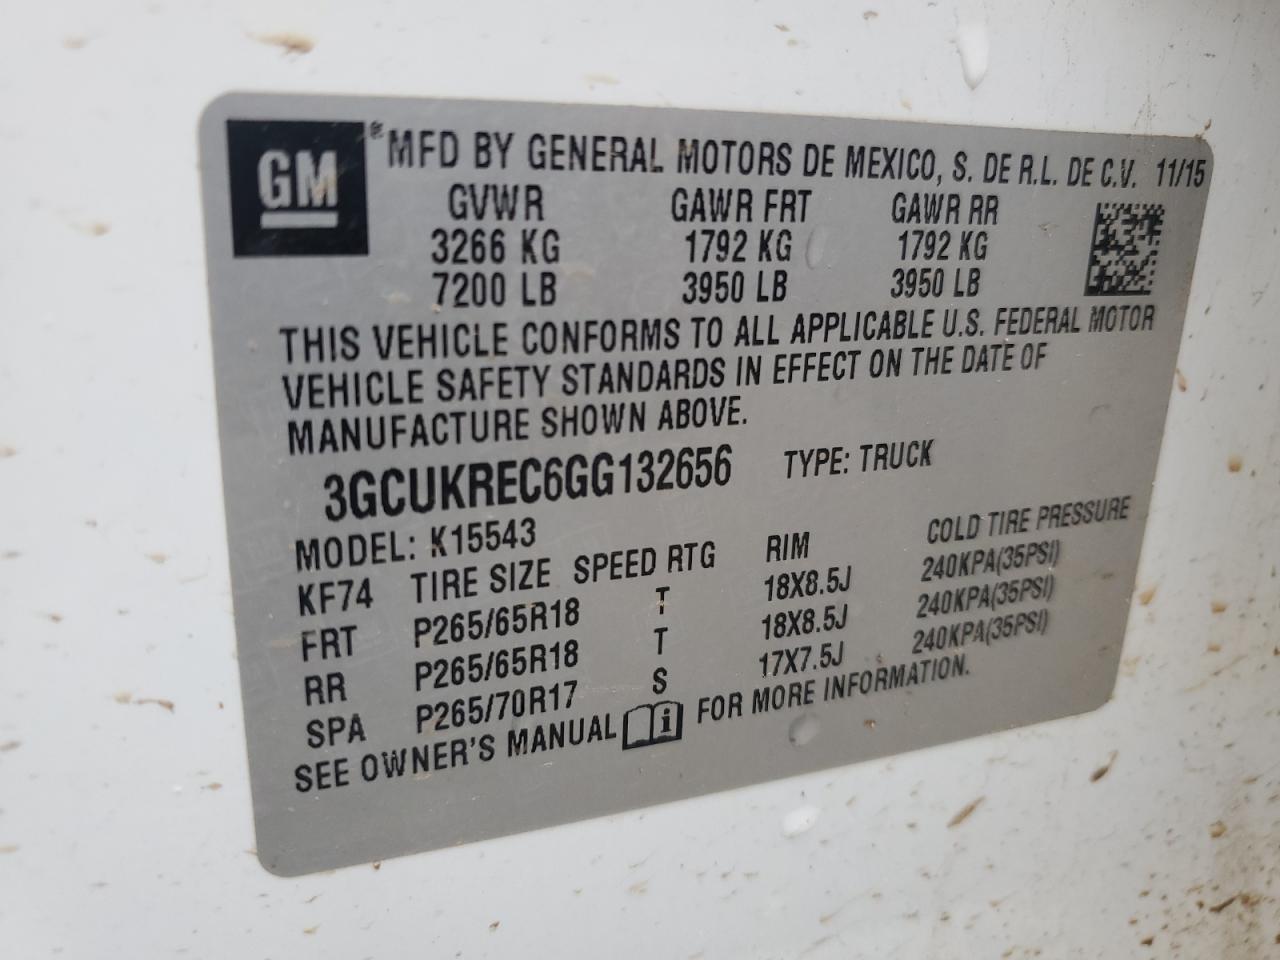 GM
® MFD BY GENERAL MOTORS DE MEXICO, S. DE R.L. DE C.V. 11/15
GVWR GAWR FRT GAWR RR
3266 KG 1792 KG 1792 KG
7200 LB 3950 LB 3950 LB
THIS VEHICLE CONFORMS TO ALL APPLICABLE U.S. FEDERAL MOTOR
VEHICLE SAFETY STANDARDS IN EFFECT ON THE DATE OF
MANUFACTURE SHOWN ABOVE.
3GCUKREC6GG132656 TYPE: TRUCK
MODEL: K15543
KF74 TIRE SIZE SPEED RTG RIM COLD TIRE PRESSURE
FRT P265/65R18 T 18X8.5J 240KPA(35PSI)
RR P265/65R18 T 18X8.5J 240KPA(35PSI)
SPA P265/70R17 S 17X7.5J 240KPA(35PSI)
SEE OWNER'S MANUAL i FOR MORE INFORMATION.